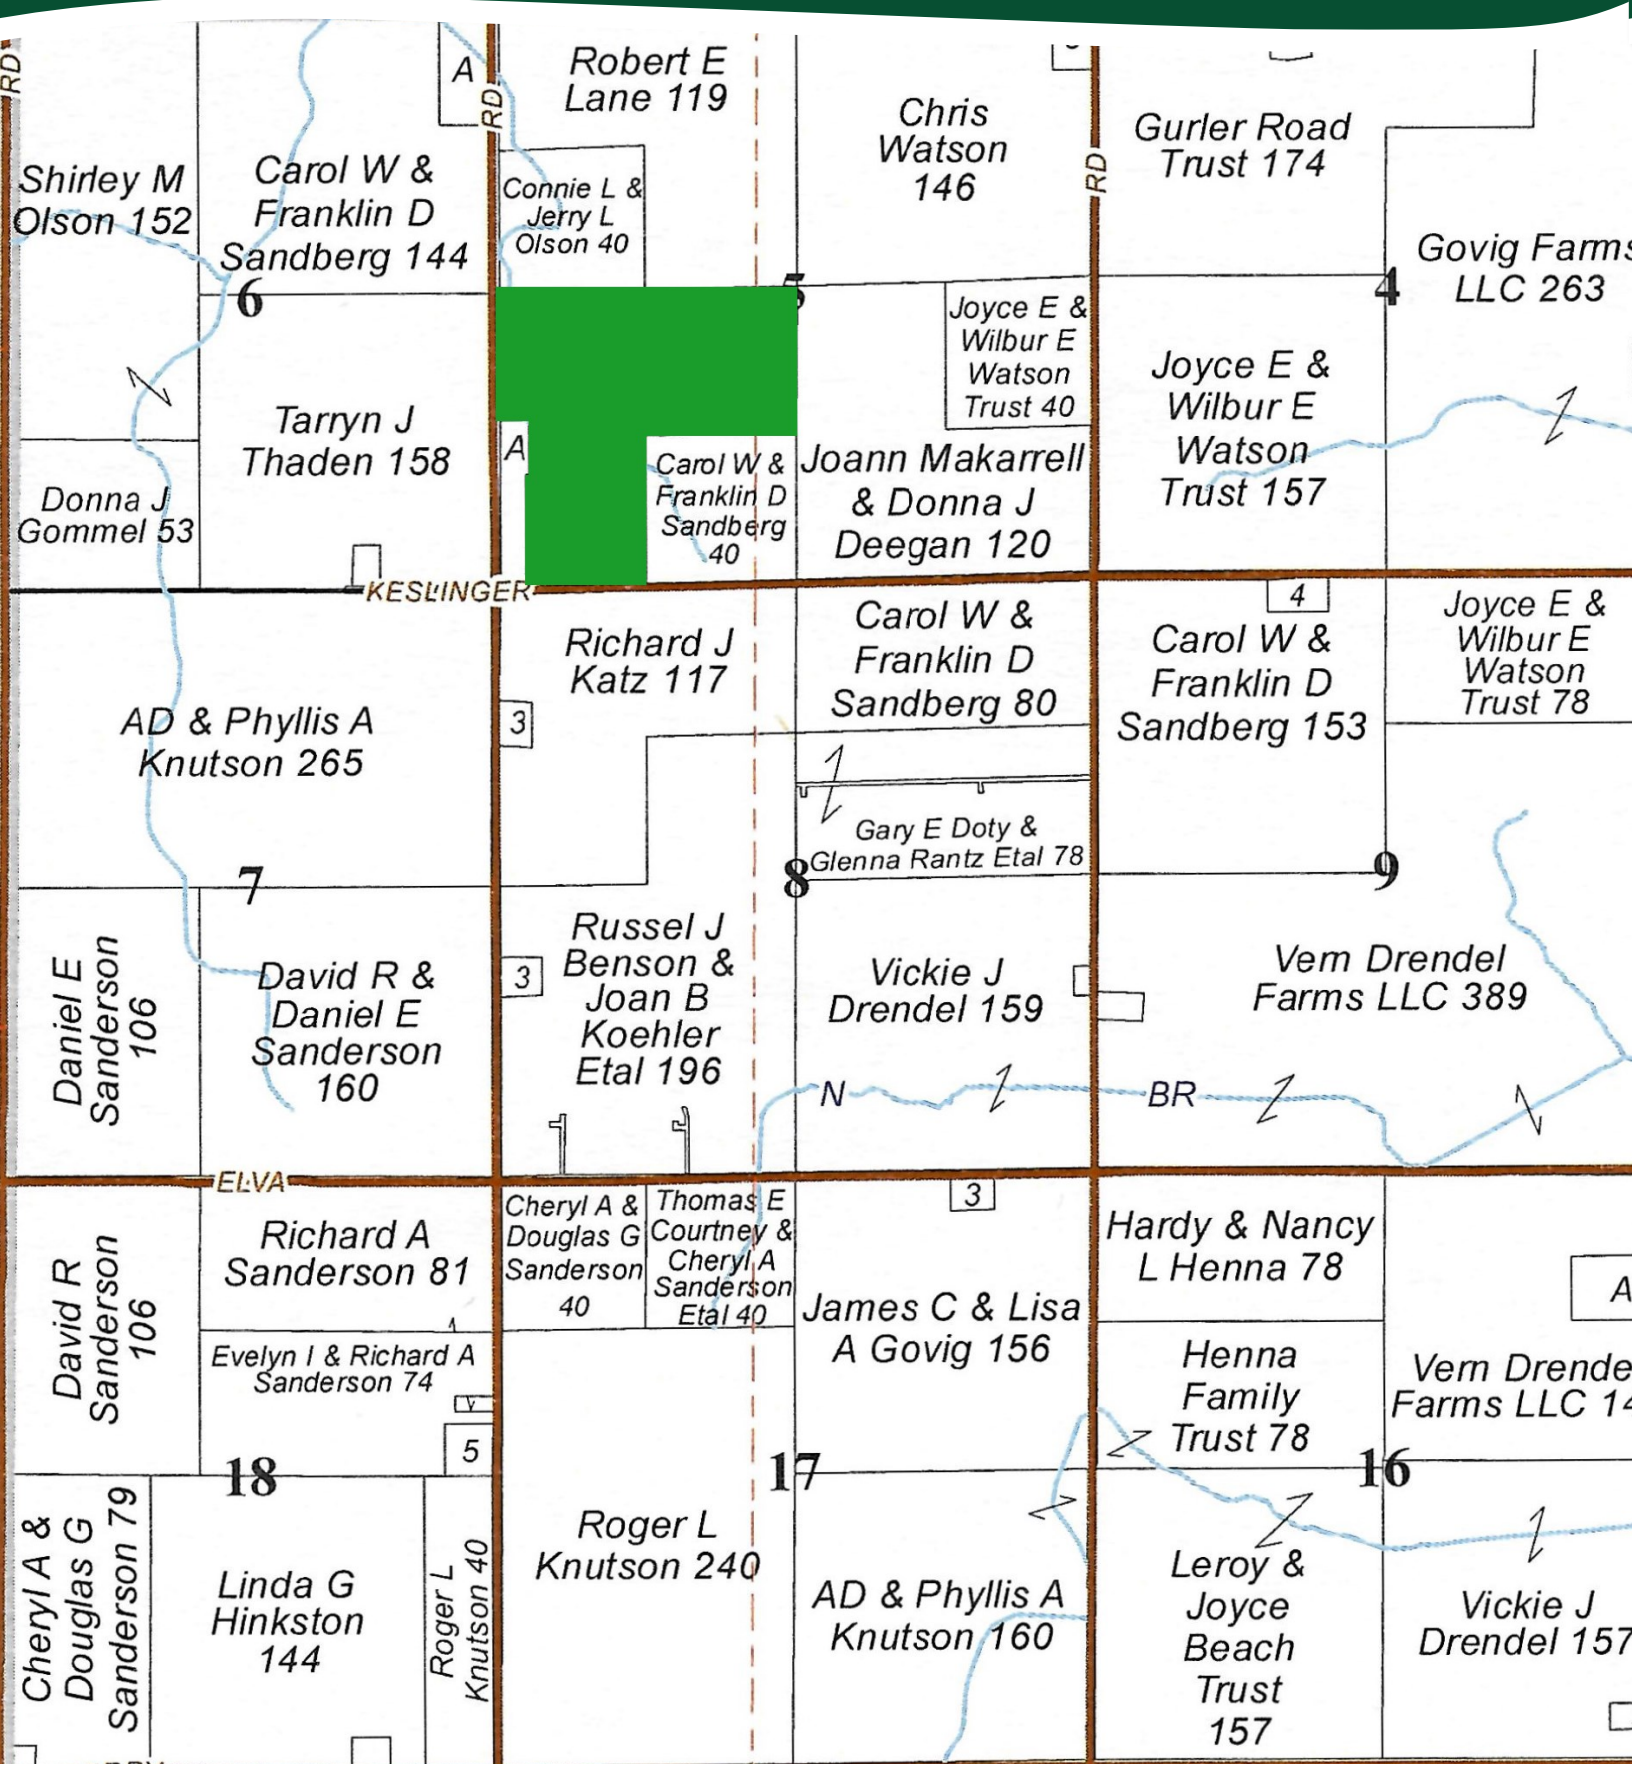 RD
A
RD
Robert E
Lane 119
Chris
Watson
146
RD
Gurler Road
Trust 174
Shirley M
Olson 152
Carol W &
Franklin D
Sandberg 144
Connie L &
Jerry L
Olson 40
Govig Farms
LLC 263
6
5
4
Joyce E &
Wilbur E
Watson
Trust 40
Joyce E &
Wilbur E
Watson
Trust 157
Tarryn J
Thaden 158
A
Carol W &
Franklin D
Sandberg
40
Joann Makarrell
& Donna J
Deegan 120
Donna J
Gommel 53
KESLINGER
Richard J
Katz 117
Carol W &
Franklin D
Sandberg 80
4
Carol W &
Franklin D
Sandberg 153
Joyce E &
Wilbur E
Watson
Trust 78
AD & Phyllis A
Knutson 265
3
Gary E Doty &
Glenna Rantz Etal 78
7
8
9
Daniel E
Sanderson
106
David R &
Daniel E
Sanderson
160
3
Russel J
Benson &
Joan B
Koehler
Etal 196
Vickie J
Drendel 159
Vern Drendel
Farms LLC 389
N
BR
ELVA
David R
Sanderson
106
Richard A
Sanderson 81
Cheryl A &
Douglas G
Sanderson
40
Thomas E
Courtney &
Cheryl A
Sanderson
Etal 40
3
James C & Lisa
A Govig 156
Hardy & Nancy
L Henna 78
A
Evelyn I & Richard A
Sanderson 74
Henna
Family
Trust 78
Vern Drende
Farms LLC 14
5
18
17
16
Cheryl A &
Douglas G
Sanderson 79
Linda G
Hinkston
144
Roger L
Knutson 40
Roger L
Knutson 240
AD & Phyllis A
Knutson 160
Leroy &
Joyce
Beach
Trust
157
Vickie J
Drendel 157